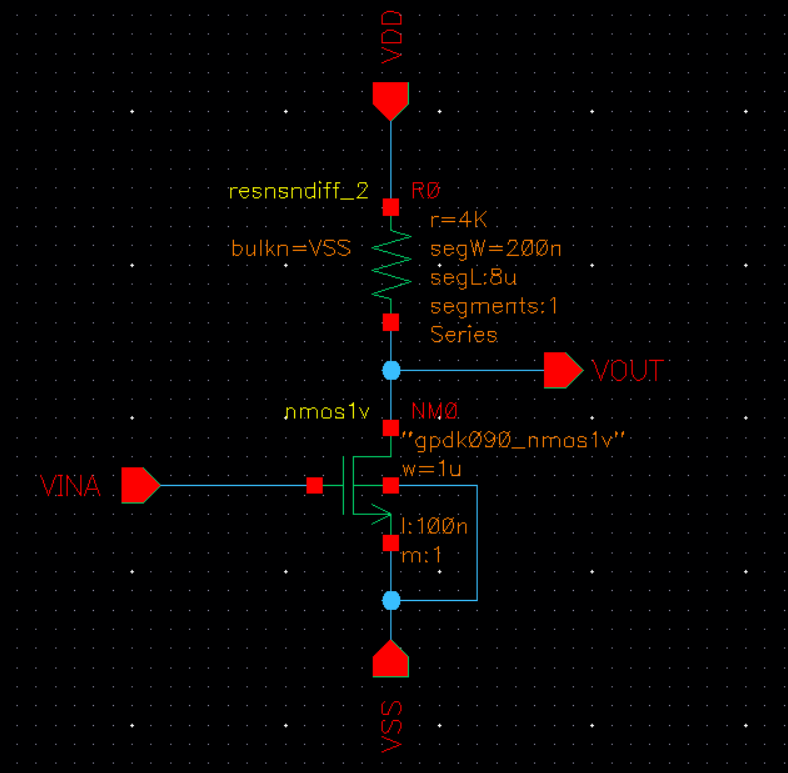 VDD
resnsndiff_2
R0
r=4K
bulkn=VSS
segW=200n
segL:8u
segments:1
Series
VOUT
nmos1v
NM0
"gpdk090_nmos1v"
w=1u
VINA
l:100n
m:1
VSS